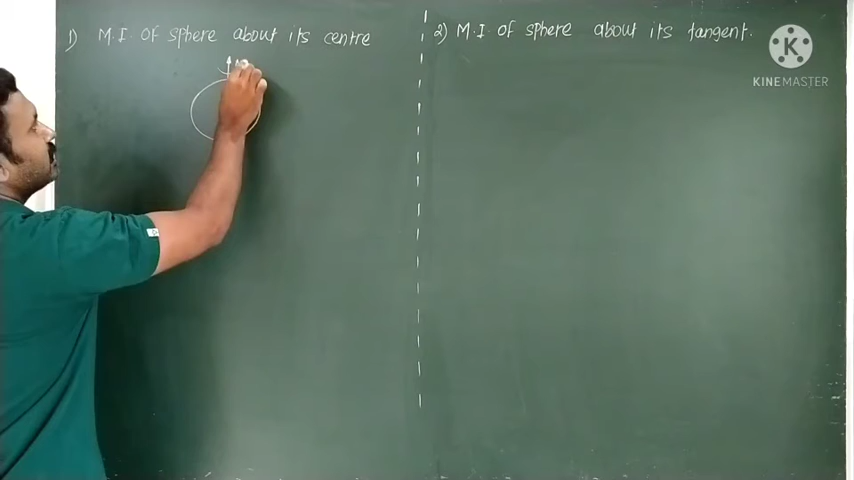 1) M.I. Of sphere about its centre
2) M.I. Of sphere about its tangent.
K
KINEMASTER